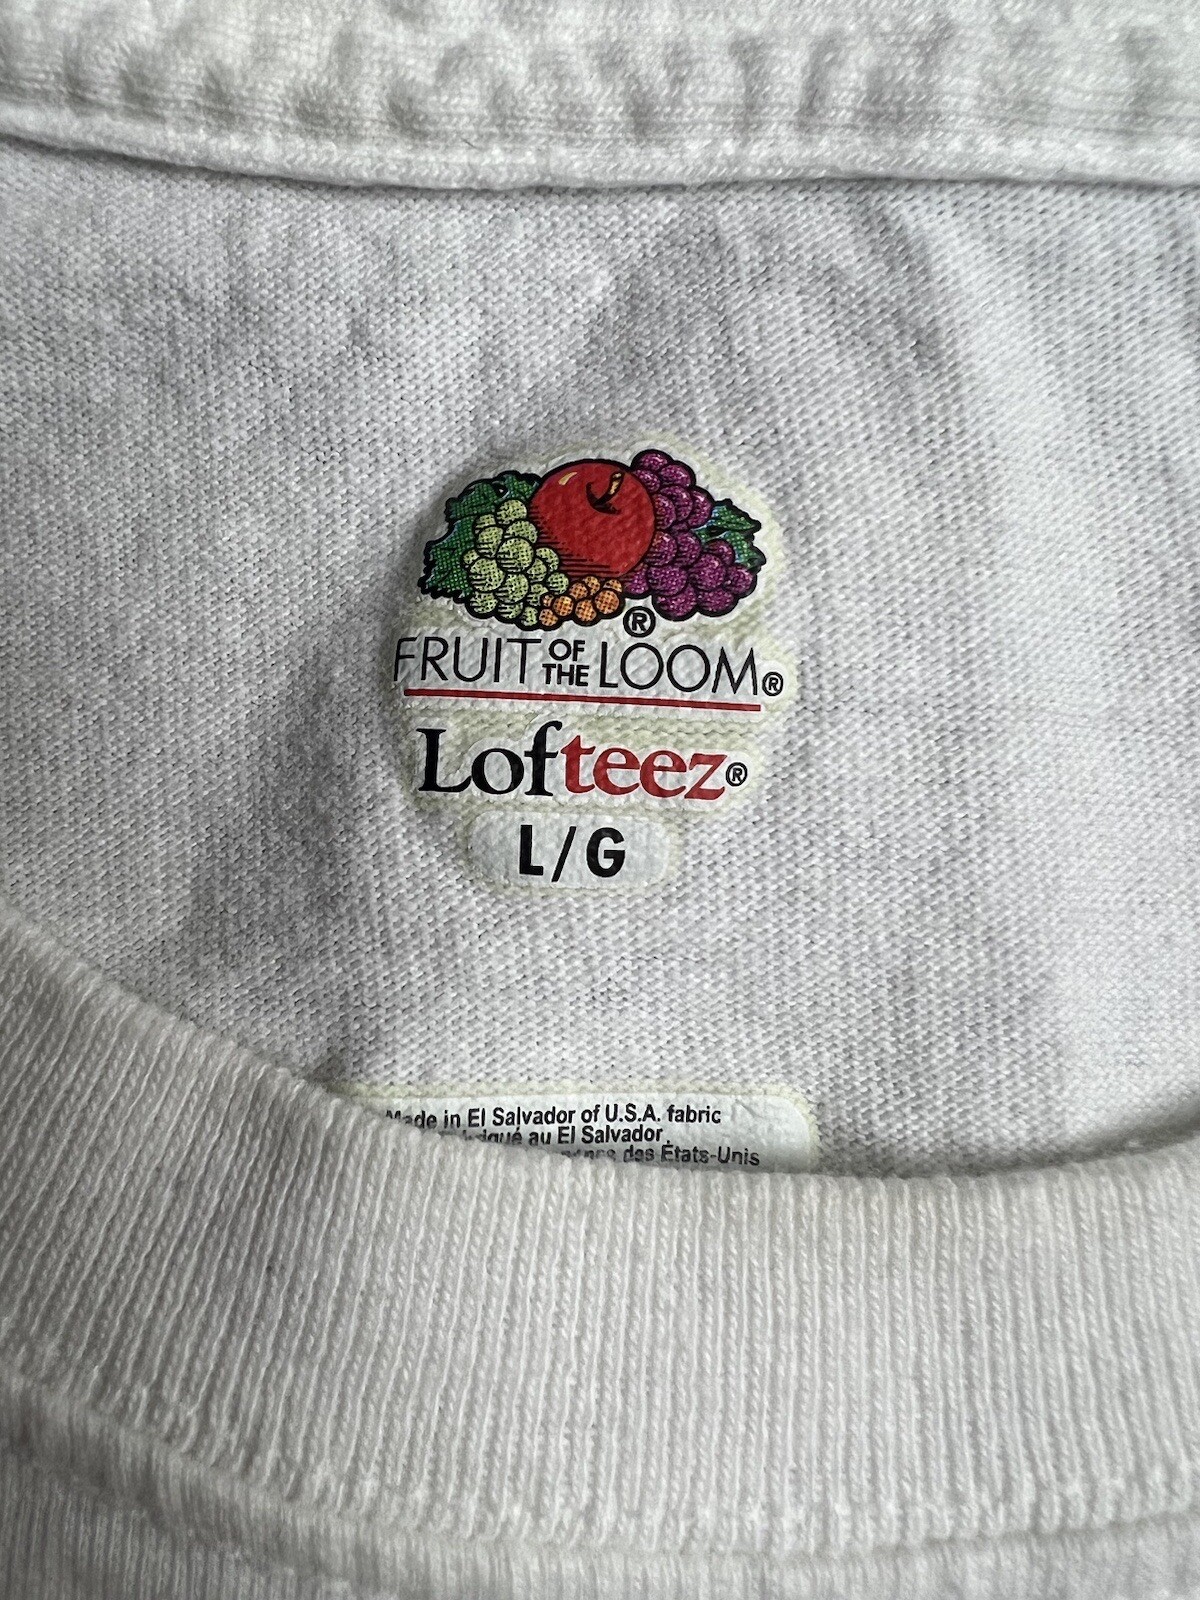 ®
FRUIT OF THE LOOM®
Lofteez®
L/G
Made in El Salvador of U.S.A. fabric
au El Salvador
des États-Unis